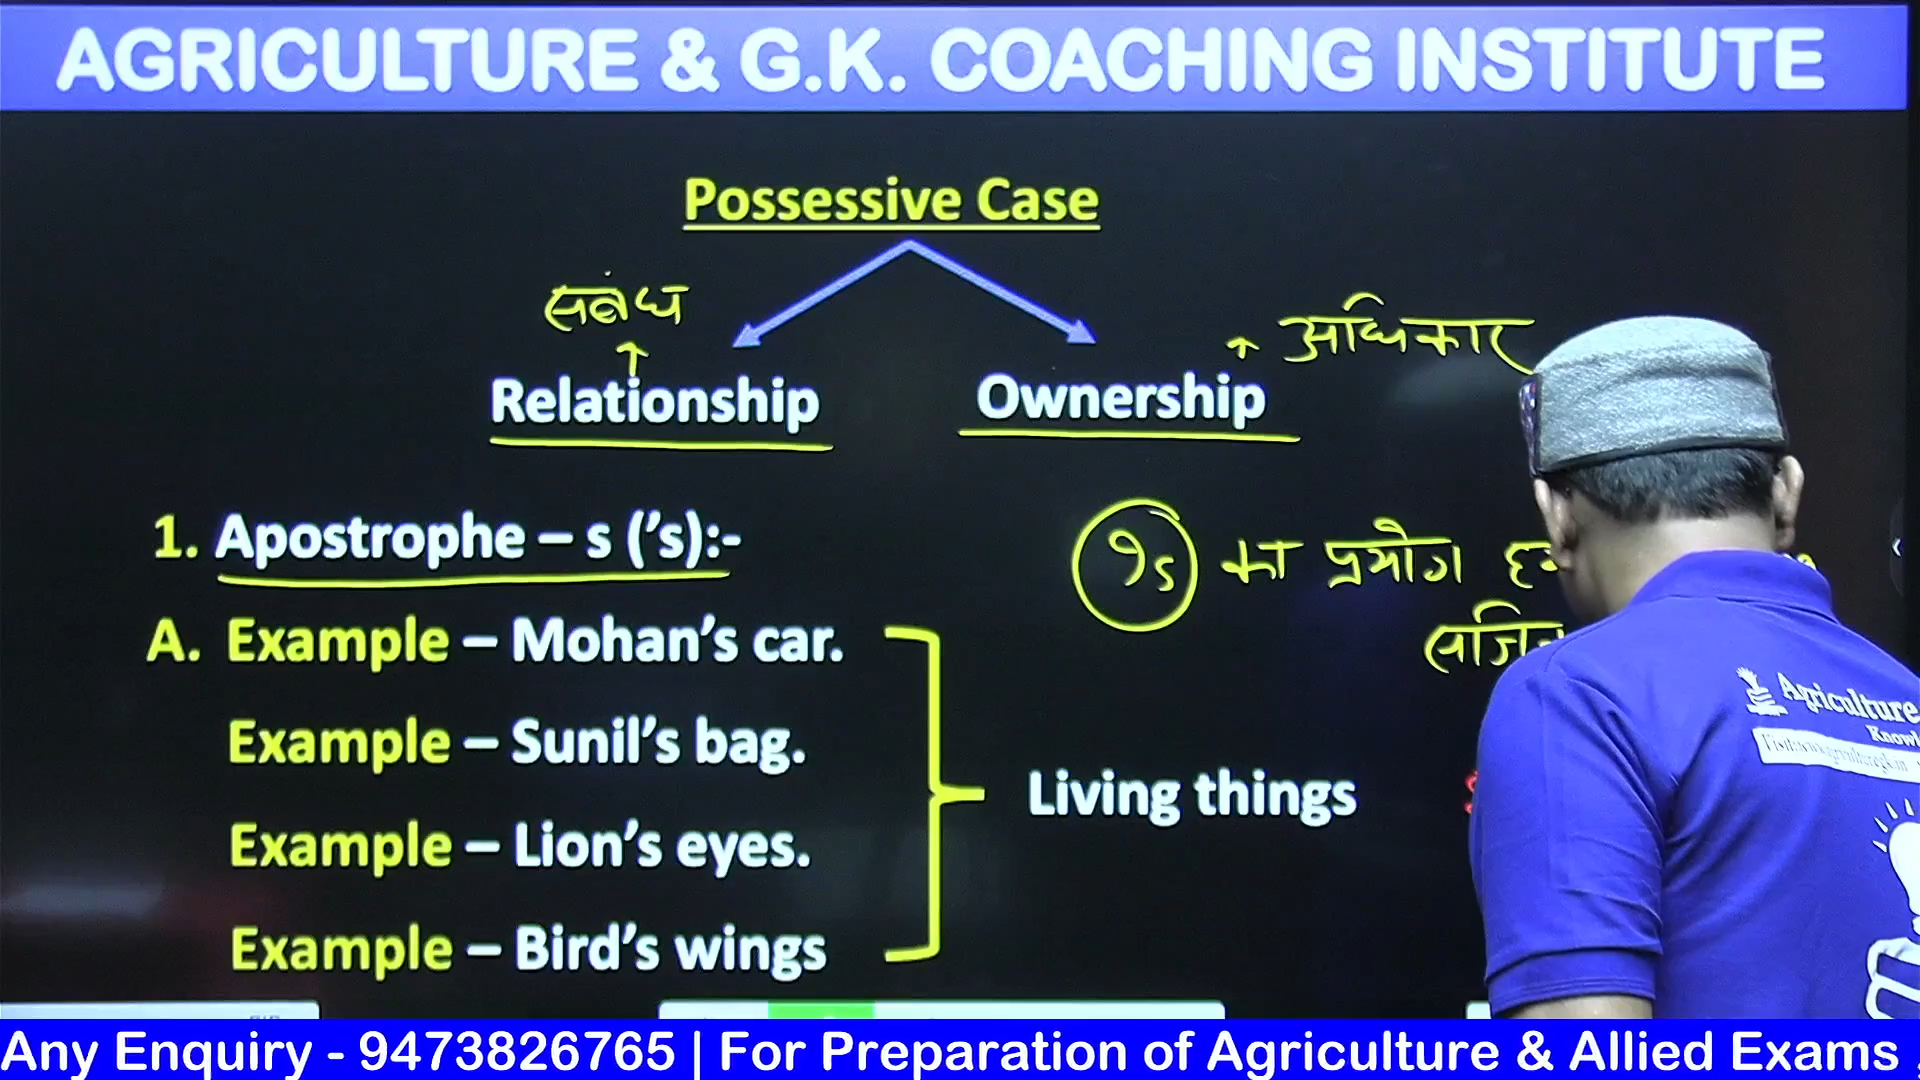 AGRICULTURE & G.K. COACHING INSTITUTE
Possessive Case
संबंध
अधिकार
Relationship
Ownership
1. Apostrophe – s (’s):-
's का प्रयोग
A. Example – Mohan’s car.
Example – Sunil’s bag.
Living things
Example – Lion’s eyes.
Example – Bird’s wings
Agriculture
Any Enquiry - 9473826765 | For Preparation of Agriculture & Allied Exams